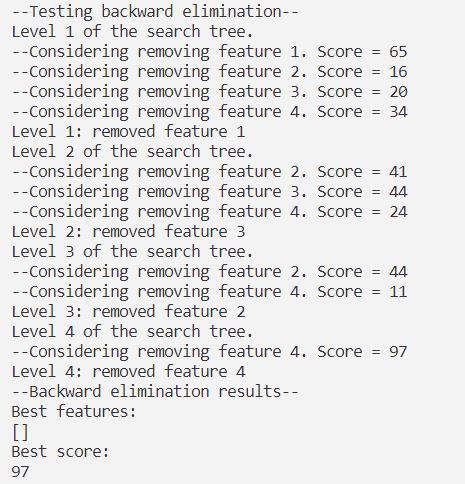 --Testing backward elimination--
Level 1 of the search tree.
--Considering removing feature 1. Score = 65
--Considering removing feature 2. Score = 16
--Considering removing feature 3. Score = 20
--Considering removing feature 4. Score = 34
Level 1: removed feature 1
Level 2 of the search tree.
--Considering removing feature 2. Score = 41
--Considering removing feature 3. Score = 44
--Considering removing feature 4. Score = 24
Level 2: removed feature 3
Level 3 of the search tree.
--Considering removing feature 2. Score = 44
--Considering removing feature 4. Score = 11
Level 3: removed feature 2
Level 4 of the search tree.
--Considering removing feature 4. Score = 97
Level 4: removed feature 4
--Backward elimination results--
Best features:
[]
Best score:
97